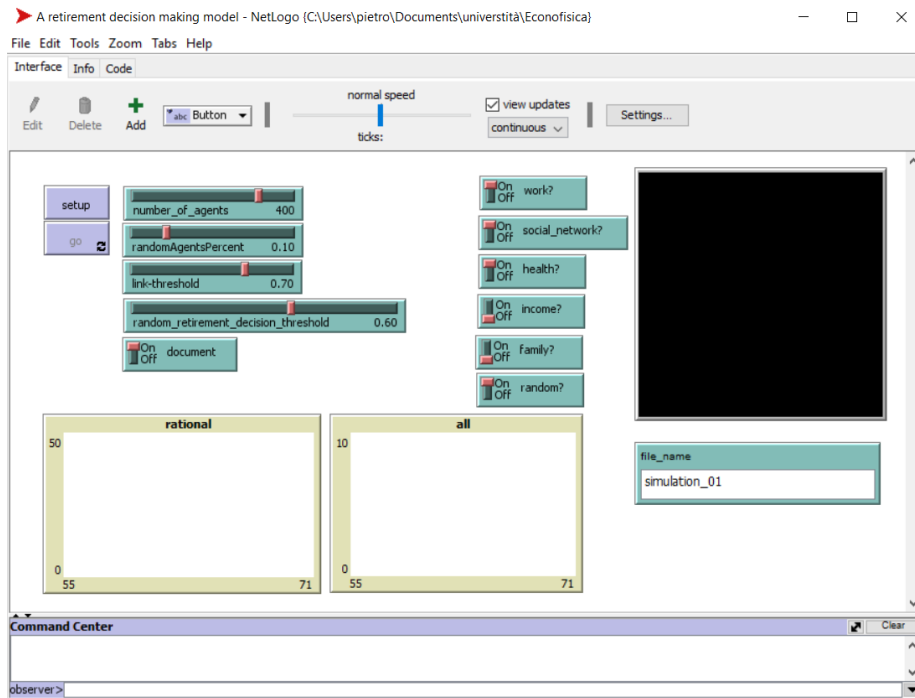 A retirement decision making model - NetLogo {C:\Users\pietro\Documents\universtità\Econofisica}
File Edit Tools Zoom Tabs Help
Interface Info Code
Edit Delete Add abc Button normal speed ticks: view updates continuous Settings...
setup
go
number_of_agents 400
randomAgentsPercent 0.10
link-threshold 0.70
random_retirement_decision_threshold 0.60
On Off document
On Off work?
On Off social_network?
On Off health?
On Off income?
On Off family?
On Off random?
rational
50
0
55 71
all
10
0
55 71
file_name
simulation_01
Command Center Clear
observer>